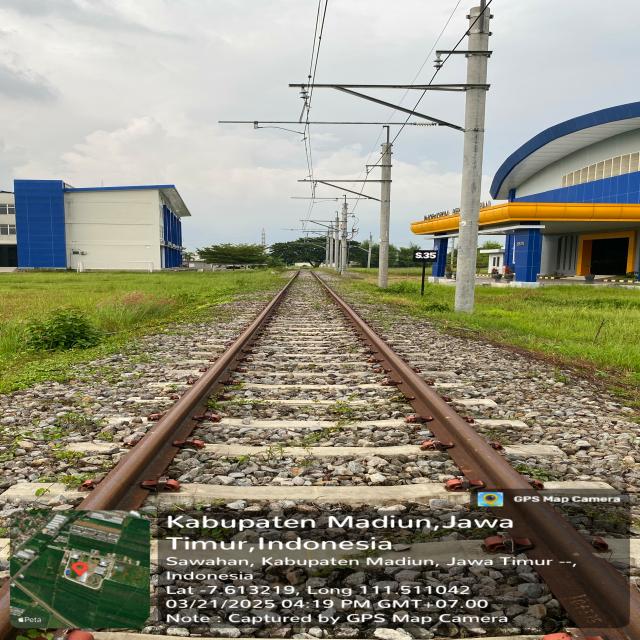 S.35
GPS Map Camera
Kabupaten Madiun,Jawa
Timur,Indonesia
Sawahan, Kabupaten Madiun, Jawa Timur --,
Indonesia
Lat -7.613219, Long 111.511042
03/21/2025 04:19 PM GMT+07.00
Note : Captured by GPS Map Camera
Peta